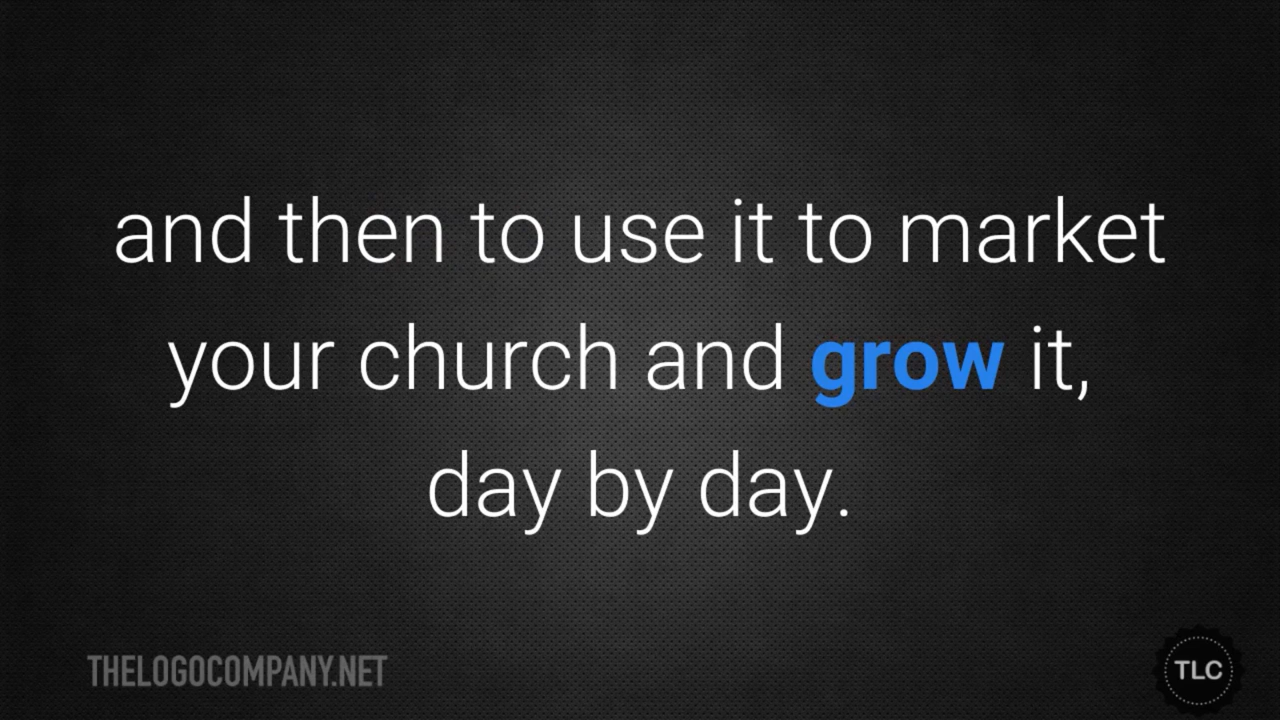 and then to use it to market
your church and grow it,
day by day.
THELOGOCOMPANY.NET
TLC